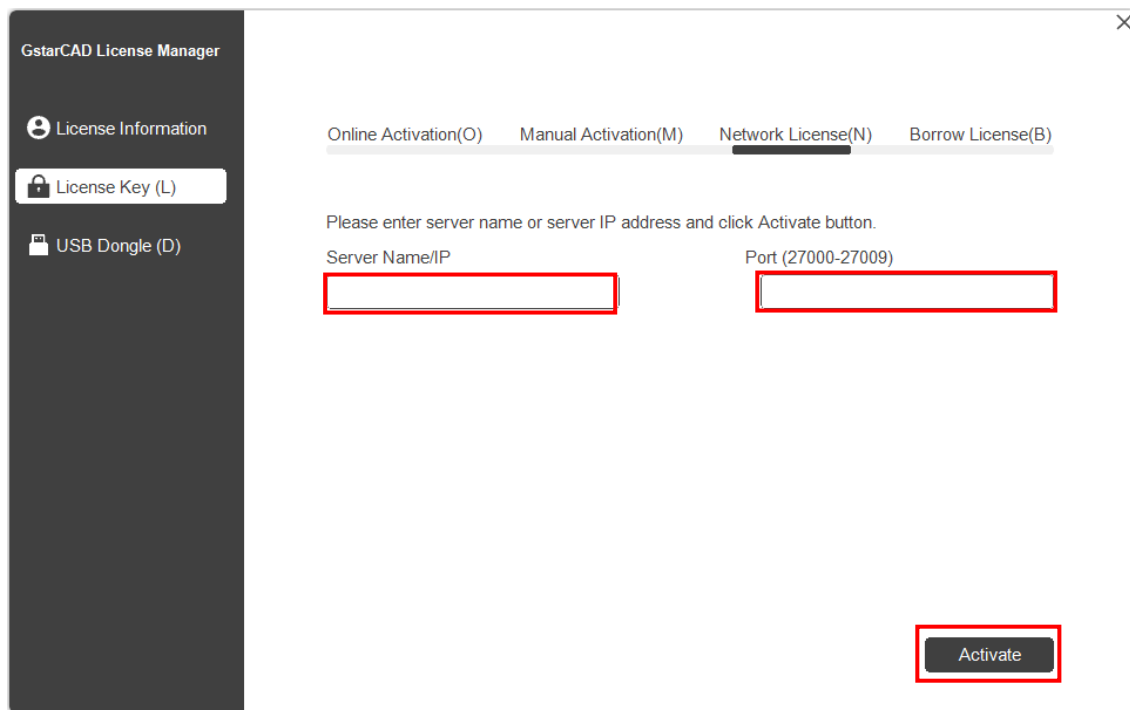 GstarCAD License Manager
License Information
License Key (L)
USB Dongle (D)
Online Activation(O) Manual Activation(M) Network License(N) Borrow License(B)
Please enter server name or server IP address and click Activate button.
Server Name/IP Port (27000-27009)
Activate